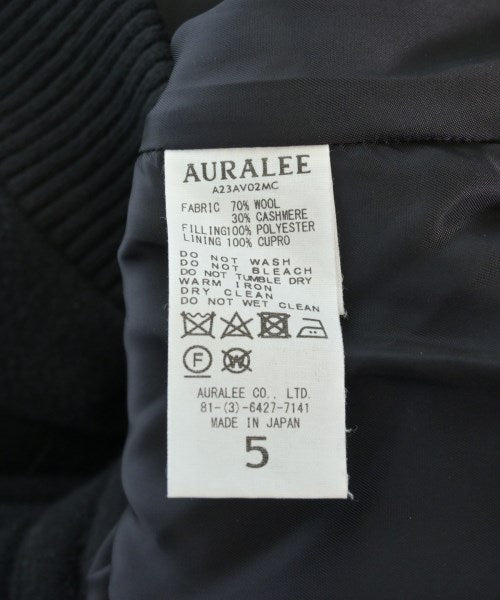 AURALEE
A23AV02MC
FABRIC 70% WOOL
30% CASHMERE
FILLING100% POLYESTER
LINING 100% CUPRO
DO NOT WASH
DO NOT BLEACH
DO NOT TUMBLE DRY
WARM IRON
DRY CLEAN
DO NOT WET CLEAN
F W
AURALEE CO., LTD.
81-(3)-6427-7141
MADE IN JAPAN
5